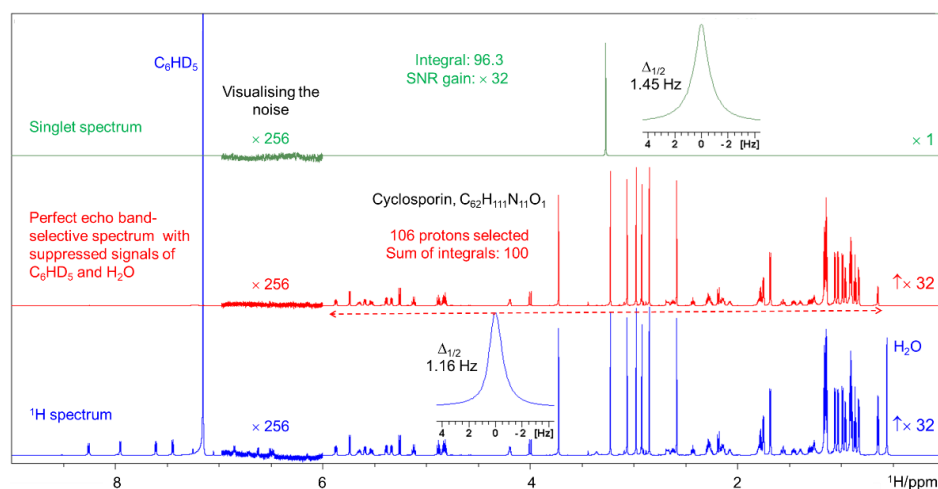 C₆HD₅
Integral: 96.3
SNR gain: × 32
Δ₁/₂
1.45 Hz
Visualising the
noise
Singlet spectrum
× 256
4 2 0 -2 [Hz]
× 1
Perfect echo band-
selective spectrum with
suppressed signals of
C₆HD₅ and H₂O
Cyclosporin, C₆₂H₁₁₁N₁₁O₁
106 protons selected
Sum of integrals: 100
× 256
↑× 32
Δ₁/₂
1.16 Hz
H₂O
¹H spectrum
× 256
4 2 0 -2 [Hz]
↑× 32
8 6 4 2 ¹H/ppm